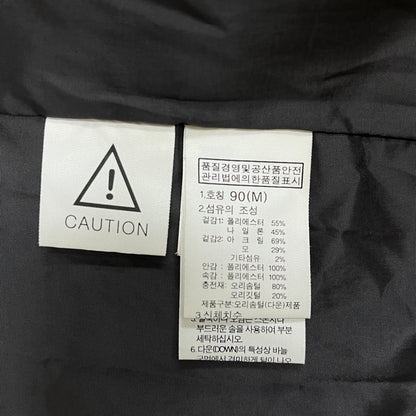 CAUTION
품질경영및공산품안전
관리법에의한품질표시
1.호칭 90(M)
2.섬유의 조성
겉감1: 폴리에스터 55%
나 일 론 45%
겉감2: 아 크 릴 69%
모 29%
기타섬유 2%
안감 : 폴리에스터 100%
속감 : 폴리에스터 100%
충전재: 오리솜털 80%
오리깃털 20%
제품구분:오리솜털(다운)제품
3.신체치수
부드러운 솔을 사용하여 부분
세탁하십시오.
6.다운(DOWN)의 특성상 바늘